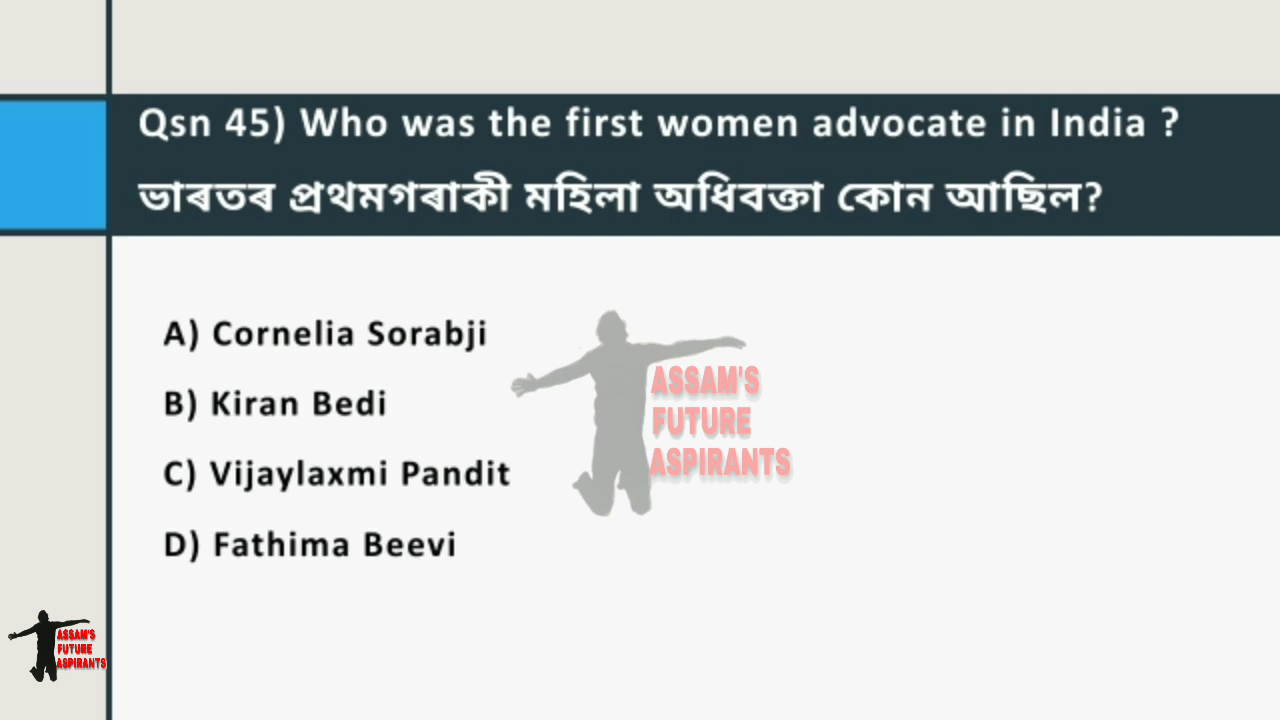 Qsn 45) Who was the first women advocate in India ?
ভাৰতৰ প্ৰথমগৰাকী মহিলা অধিবক্তা কোন আছিল?
A) Cornelia Sorabji
B) Kiran Bedi
C) Vijaylaxmi Pandit
D) Fathima Beevi
ASSAM'S
FUTURE
ASPIRANTS
ASSAM'S
FUTURE
ASPIRANTS